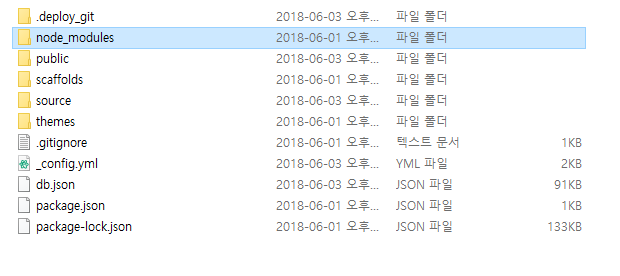 .deploy_git 2018-06-03 오후... 파일 폴더
node_modules 2018-06-01 오후... 파일 폴더
public 2018-06-03 오후... 파일 폴더
scaffolds 2018-06-01 오후... 파일 폴더
source 2018-06-03 오후... 파일 폴더
themes 2018-06-01 오후... 파일 폴더
.gitignore 2018-06-01 오후... 텍스트 문서 1KB
_config.yml 2018-06-03 오후... YML 파일 2KB
db.json 2018-06-03 오후... JSON 파일 91KB
package.json 2018-06-01 오후... JSON 파일 1KB
package-lock.json 2018-06-01 오후... JSON 파일 133KB